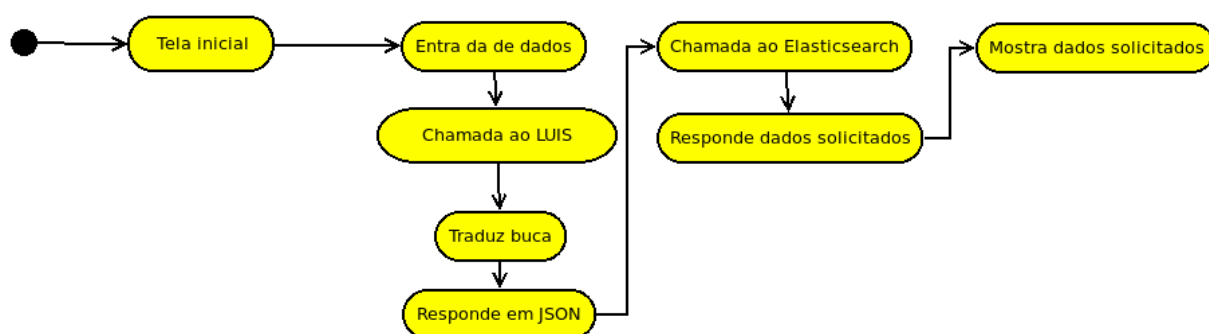 Tela inicial
Entra da de dados
Chamada ao LUIS
Traduz buca
Responde em JSON
Chamada ao Elasticsearch
Responde dados solicitados
Mostra dados solicitados